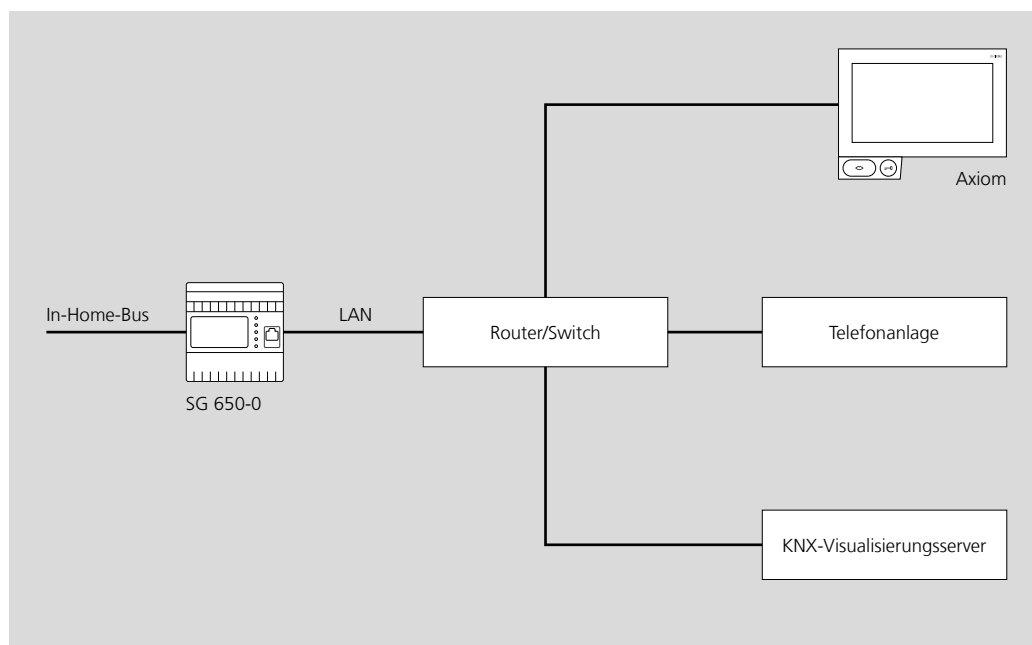 Axiom
In-Home-Bus
LAN
Router/Switch
Telefonanlage
SG 650-0
KNX-Visualisierungsserver